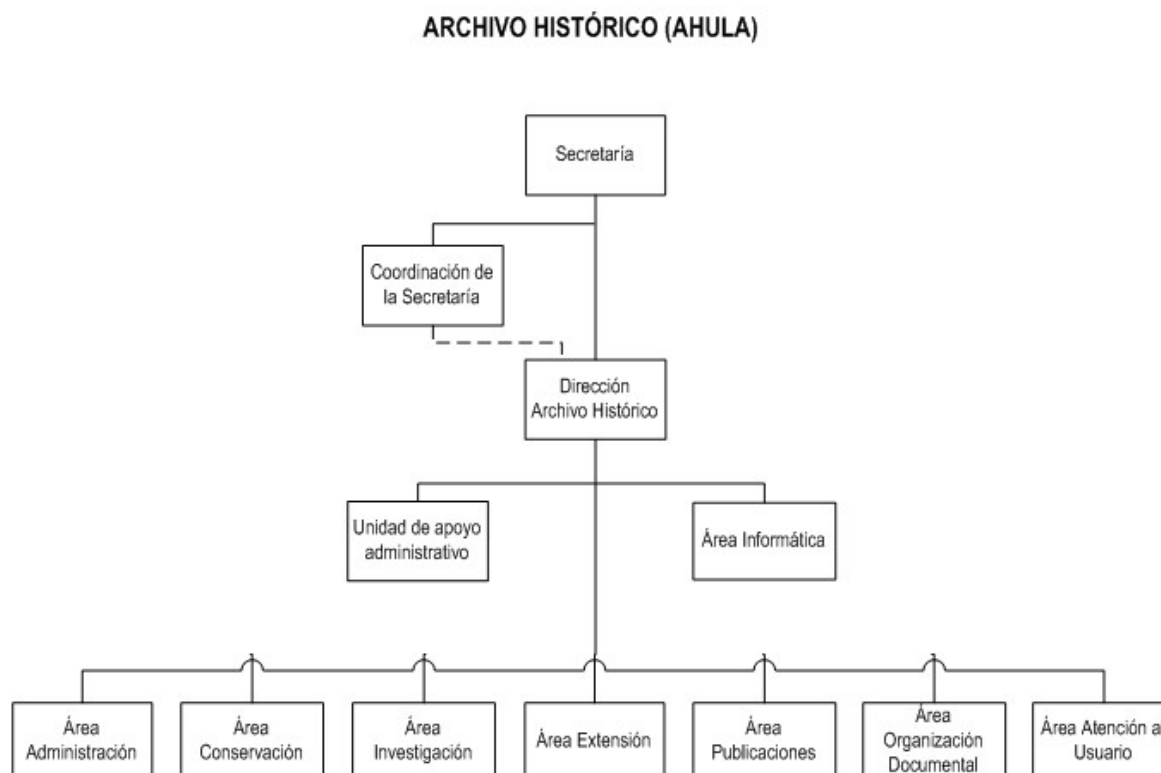 ARCHIVO HISTÓRICO (AHULA)
Secretaría
Coordinación de
la Secretaría
Dirección
Archivo Histórico
Unidad de apoyo
administrativo
Área Informática
Área
Administración
Área
Conservación
Área
Investigación
Área Extensión
Área
Publicaciones
Área
Organización
Documental
Área Atención al
Usuario